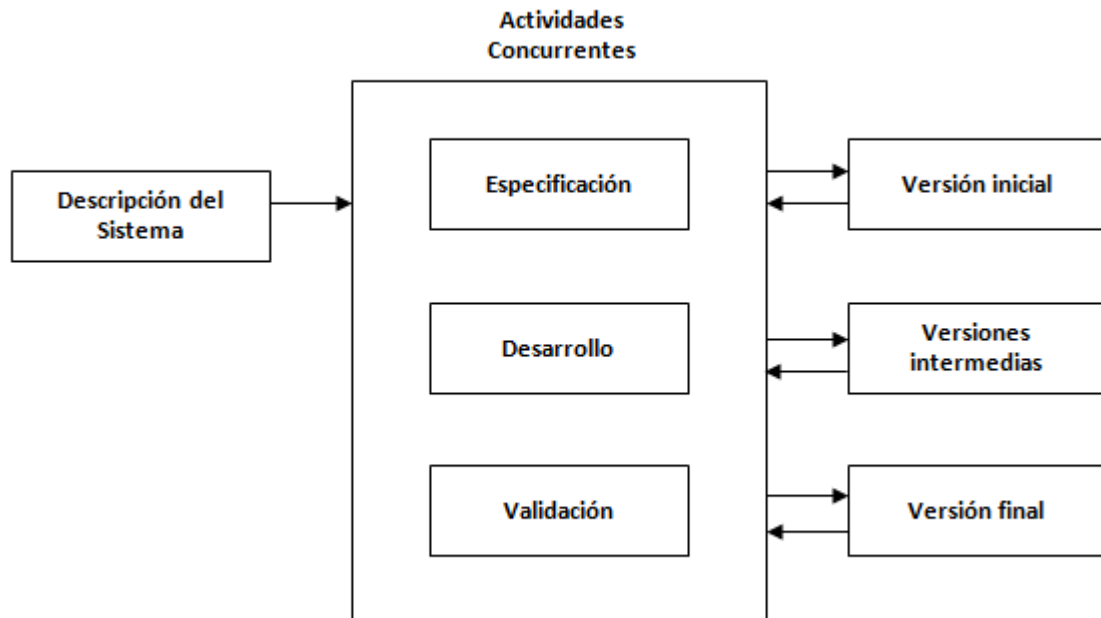 Actividades
Concurrentes
Descripción del
Sistema
Especificación
Versión inicial
Desarrollo
Versiones
intermedias
Validación
Versión final